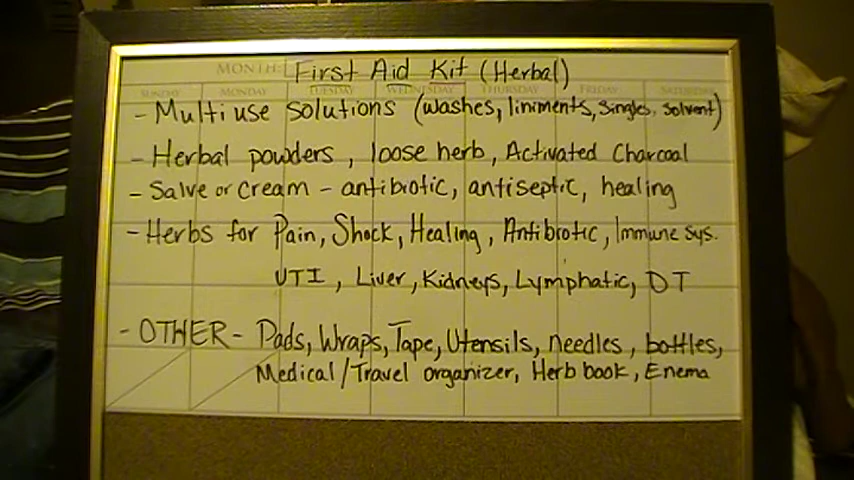 MONTH First Aid Kit (Herbal)
SUNDAY MONDAY TUESDAY WEDNESDAY THURSDAY FRIDAY SATURDAY
- Multi use solutions (washes, liniments, singles, solvent)
- Herbal powders, loose herb, Activated Charcoal
- Salve or Cream - antibiotic, antiseptic, healing
- Herbs for Pain, Shock, Healing, Antibiotic, Immune Sys.
UTI, Liver, Kidneys, Lymphatic, DT
- OTHER - Pads, Wraps, Tape, Utensils, needles, bottles,
Medical/Travel organizer, Herb book, Enema